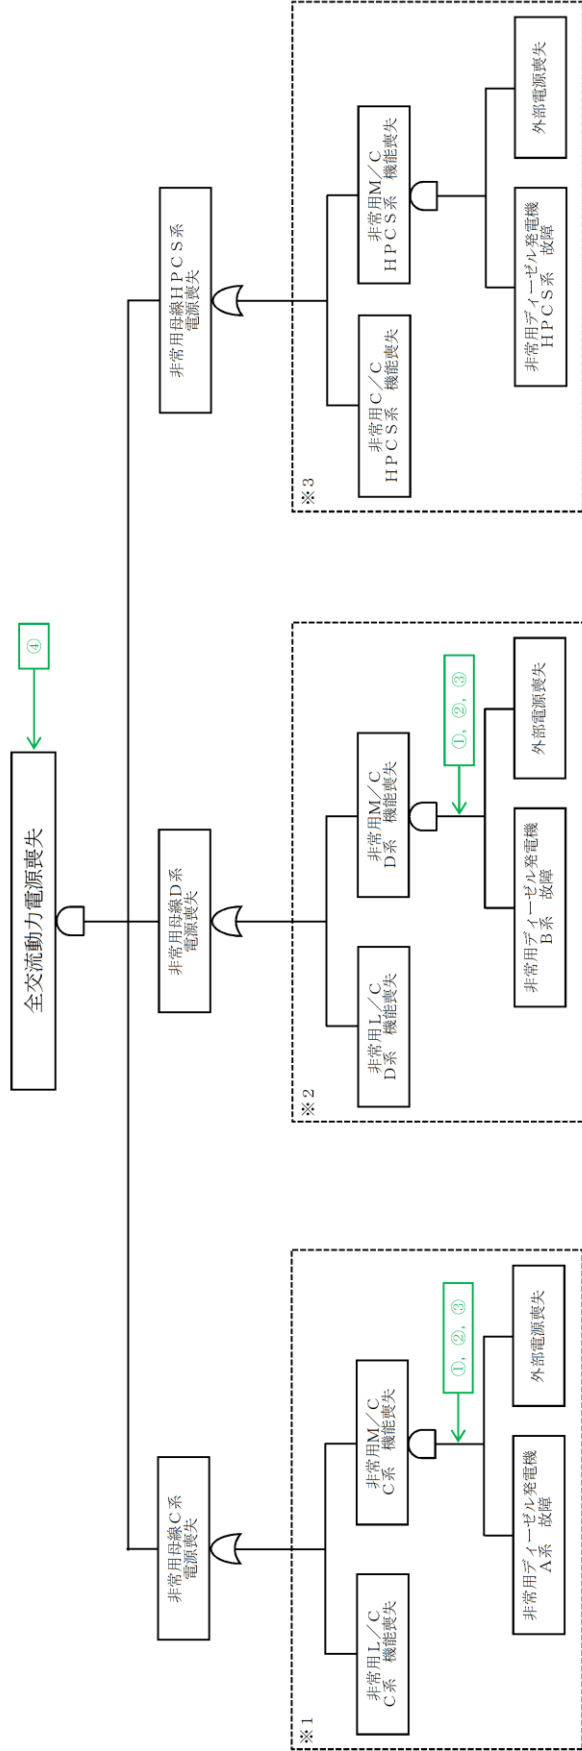 全交流動力電源喪失
④
非常用母線C系
電源喪失
非常用母線D系
電源喪失
非常用母線HPCS系
電源喪失
※1
非常用L/C
C系 機能喪失
非常用M/C
C系 機能喪失
①, ②, ③
非常用ディーゼル発電機
A系 故障
外部電源喪失
※2
非常用L/C
D系 機能喪失
非常用M/C
D系 機能喪失
①, ②, ③
非常用ディーゼル発電機
B系 故障
外部電源喪失
※3
非常用C/C
HPCS系 機能喪失
非常用M/C
HPCS系 機能喪失
非常用ディーゼル発電機
HPCS系 故障
外部電源喪失